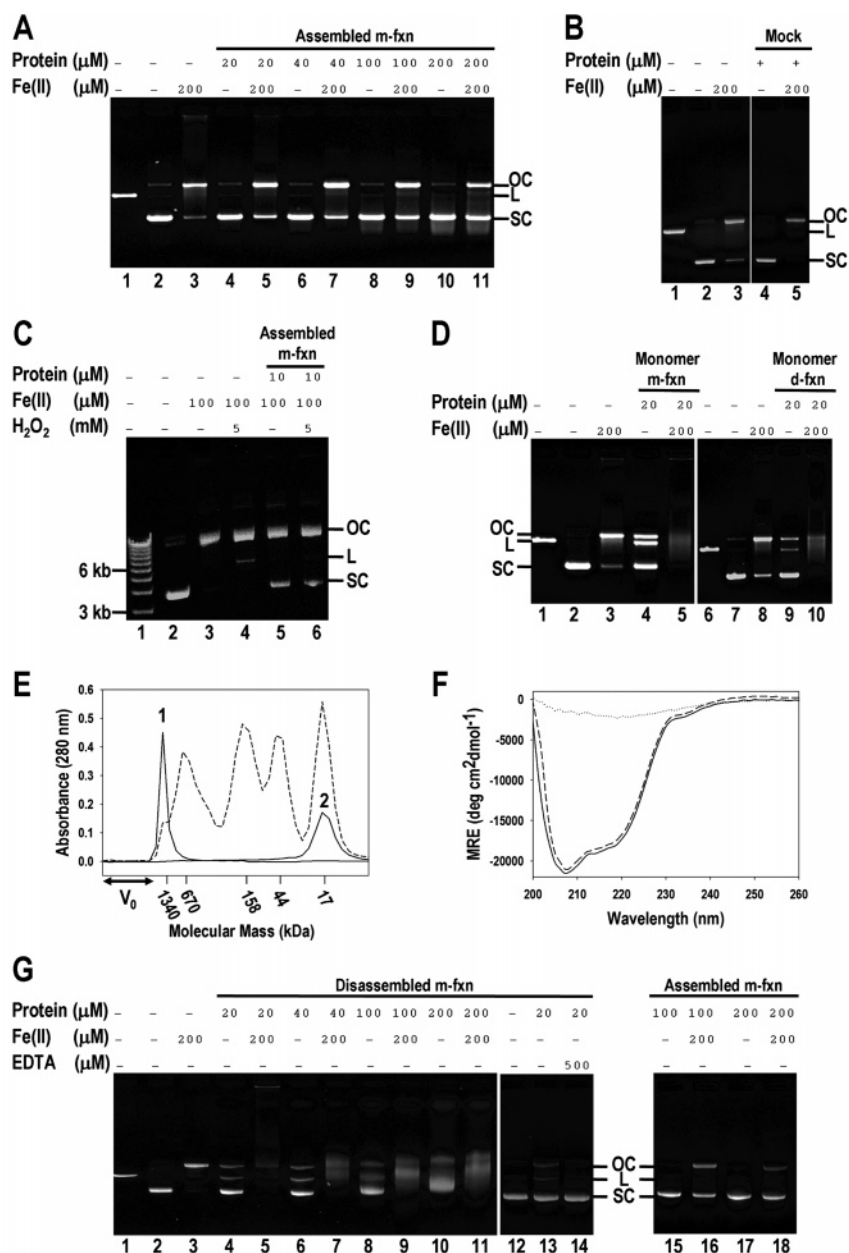 A
Assembled m-fxn
Protein (µM) – – – 20 20 40 40 100 100 200 200
Fe(II) (µM) – – 200 – 200 – 200 – 200 – 200
OC
L
SC
1 2 3 4 5 6 7 8 9 10 11
B
Mock
Protein (µM) – – – + +
Fe(II) (µM) – – 200 – 200
OC
L
SC
1 2 3 4 5
C
Assembled
m-fxn
Protein (µM) – – – – 10 10
Fe(II) (µM) – – 100 100 100 100
H2O2 (mM) – – – 5 – 5
OC
L
6 kb
SC
3 kb
1 2 3 4 5 6
D
Monomer
m-fxn
Monomer
d-fxn
Protein (µM) – – – 20 20 – – – 20 20
Fe(II) (µM) – – 200 – 200 – – 200 – 200
OC
L
SC
1 2 3 4 5 6 7 8 9 10
E
Absorbance (280 nm)
0.6
0.5
0.4
0.3
0.2
0.1
0.0
1
2
V0
1340 670 158 44 17
Molecular Mass (kDa)
F
MRE (deg cm2dmol-1)
0
-5000
-10000
-15000
-20000
200 210 220 230 240 250 260
Wavelength (nm)
G
Disassembled m-fxn
Assembled m-fxn
Protein (µM) – – – 20 20 40 40 100 100 200 200 – 20 20 100 100 200 200
Fe(II) (µM) – – 200 – 200 – 200 – 200 – 200 – – – – 200 – 200
EDTA (µM) – – – – – – – – – – – – – 500 – – – –
OC
L
SC
1 2 3 4 5 6 7 8 9 10 11 12 13 14 15 16 17 18